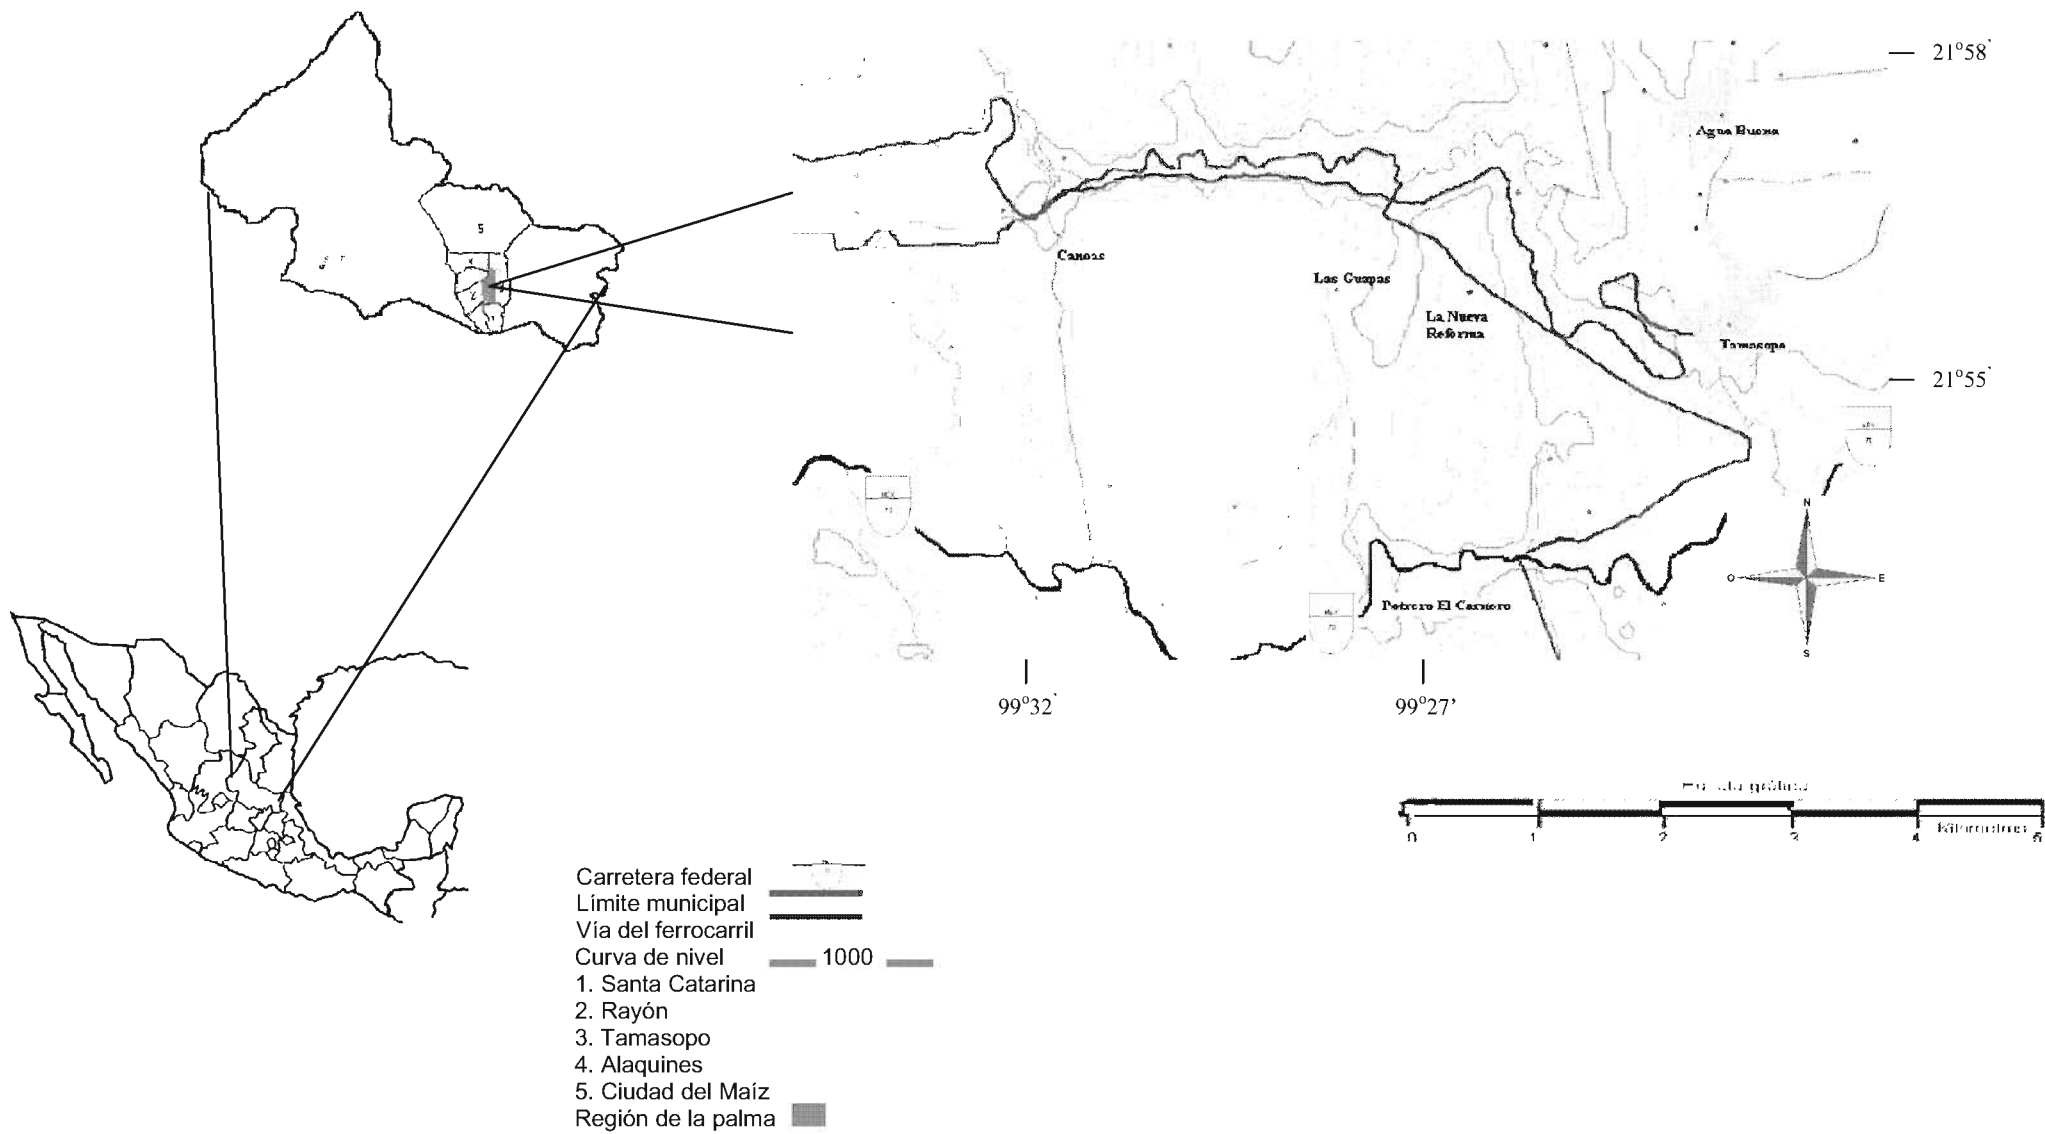 21°58`
Agua Buena
5
Canoas
Las Guapas
La Nueva
Reforma
Tamasopo
21°55`
N
O
E
S
Potrero El Carnero
99°32`
99°27'
gráfica
0
1
2
3
4
5
Kilometros
Carretera federal
Límite municipal
Vía del ferrocarril
Curva de nivel 1000
1. Santa Catarina
2. Rayón
3. Tamasopo
4. Alaquines
5. Ciudad del Maíz
Región de la palma